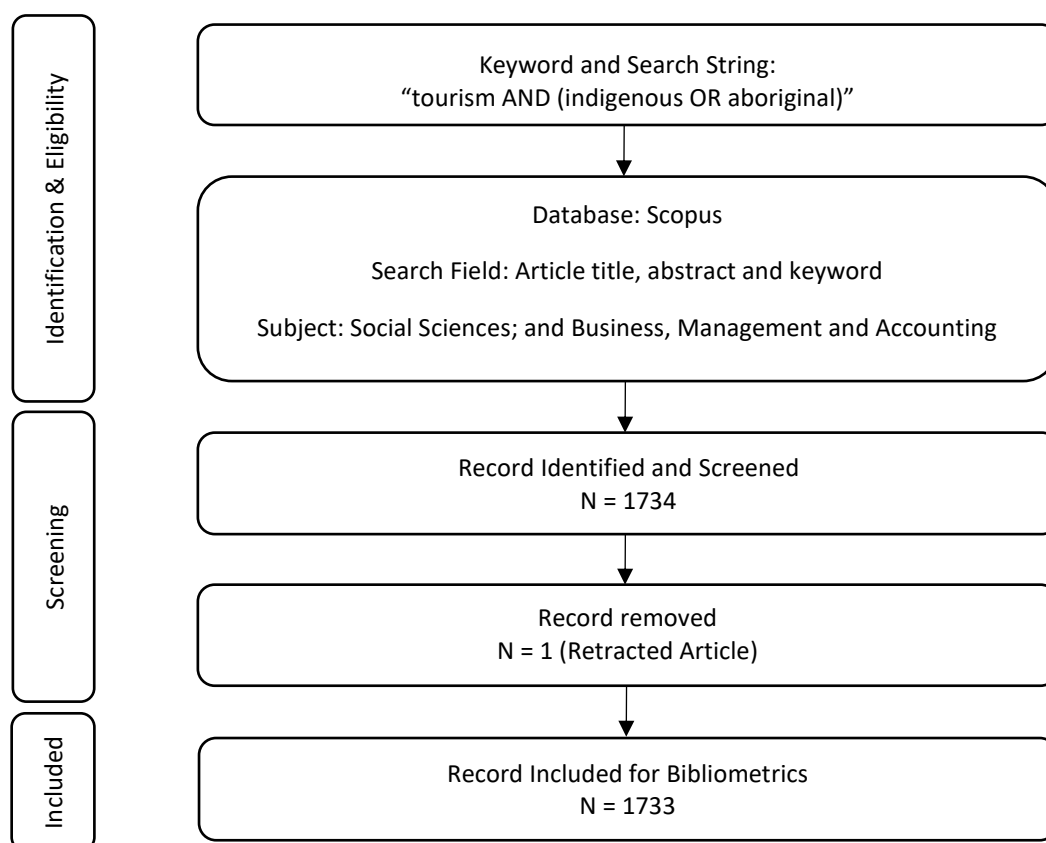 Identification & Eligibility
Keyword and Search String:
“tourism AND (indigenous OR aboriginal)”
Database: Scopus
Search Field: Article title, abstract and keyword
Subject: Social Sciences; and Business, Management and Accounting
Screening
Record Identified and Screened
N = 1734
Record removed
N = 1 (Retracted Article)
Included
Record Included for Bibliometrics
N = 1733